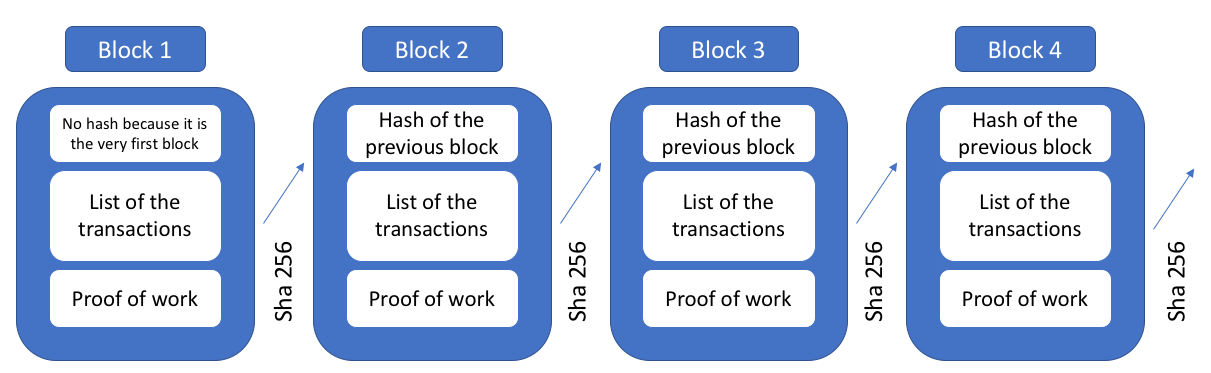 Block 1
No hash because it is
the very first block
List of the
transactions
Proof of work
Sha 256
Block 2
Hash of the
previous block
List of the
transactions
Proof of work
Sha 256
Block 3
Hash of the
previous block
List of the
transactions
Proof of work
Sha 256
Block 4
Hash of the
previous block
List of the
transactions
Proof of work
Sha 256